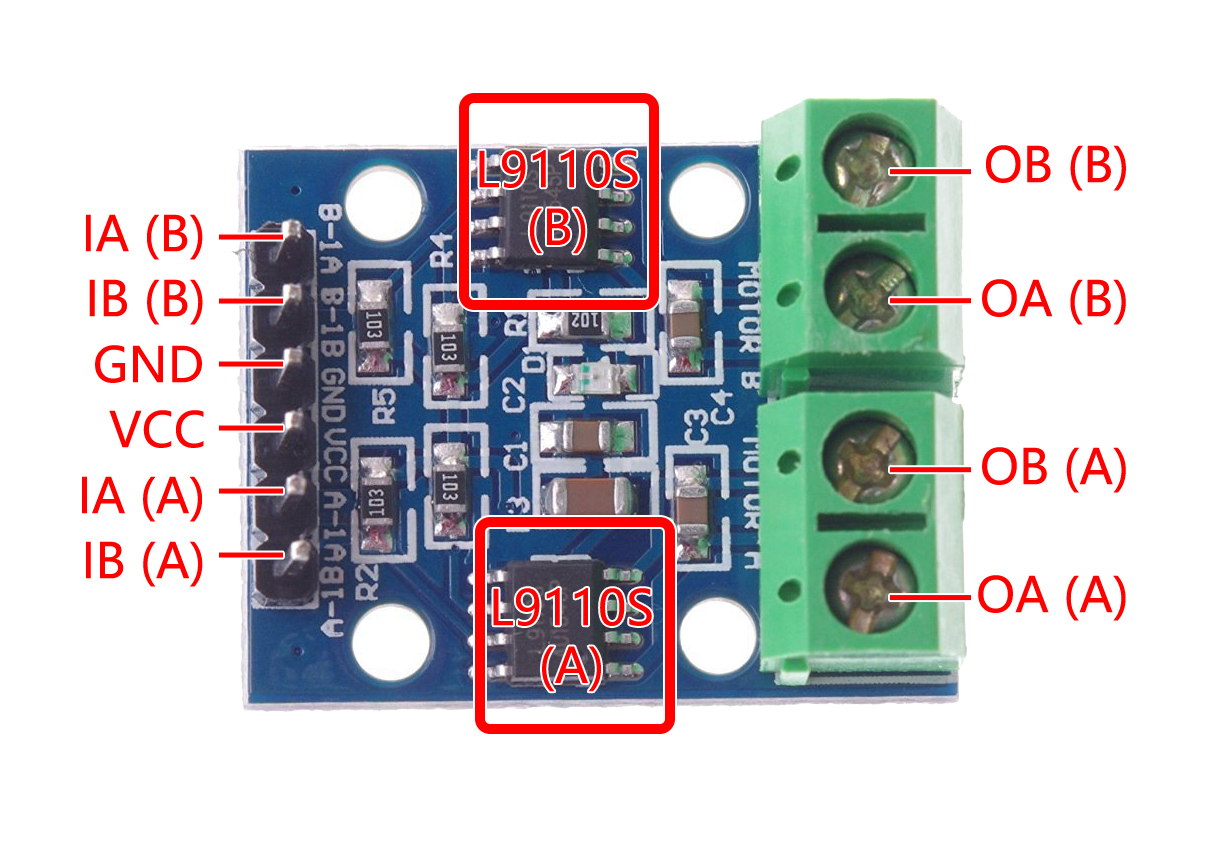 L9110S
(B)
OB (B)
IA (B)
IB (B)
OA (B)
GND
VCC
OB (A)
IA (A)
IB (A)
OA (A)
L9110S
(A)
B-1A
B-1B
GND
VCC
A-1A
A-1B
R4
R5
103
103
102
D1
C2
C1
C4
C3
103
103
R2
MOTOR B
MOTOR A